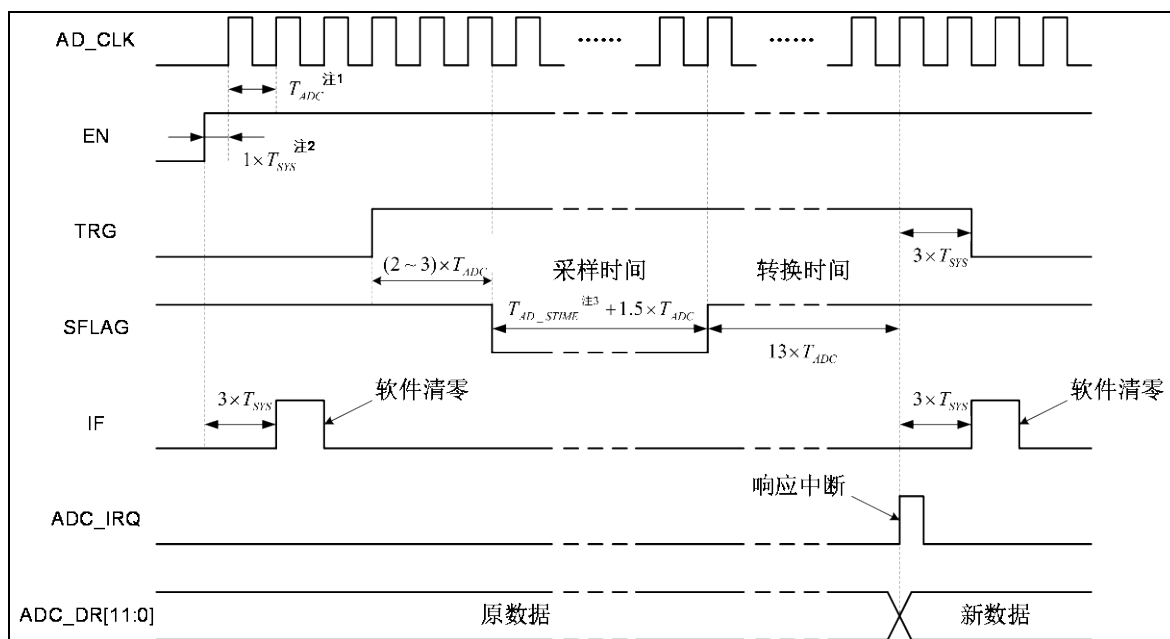 AD_CLK
...... ......
T_ADC 注1
EN
1×T_SYS 注2
TRG
(2～3)×T_ADC
采样时间
转换时间
3×T_SYS
SFLAG
T_AD_STIME 注3 +1.5×T_ADC
13×T_ADC
3×T_SYS
软件清零
3×T_SYS
软件清零
IF
响应中断
ADC_IRQ
ADC_DR[11:0]
原数据
新数据